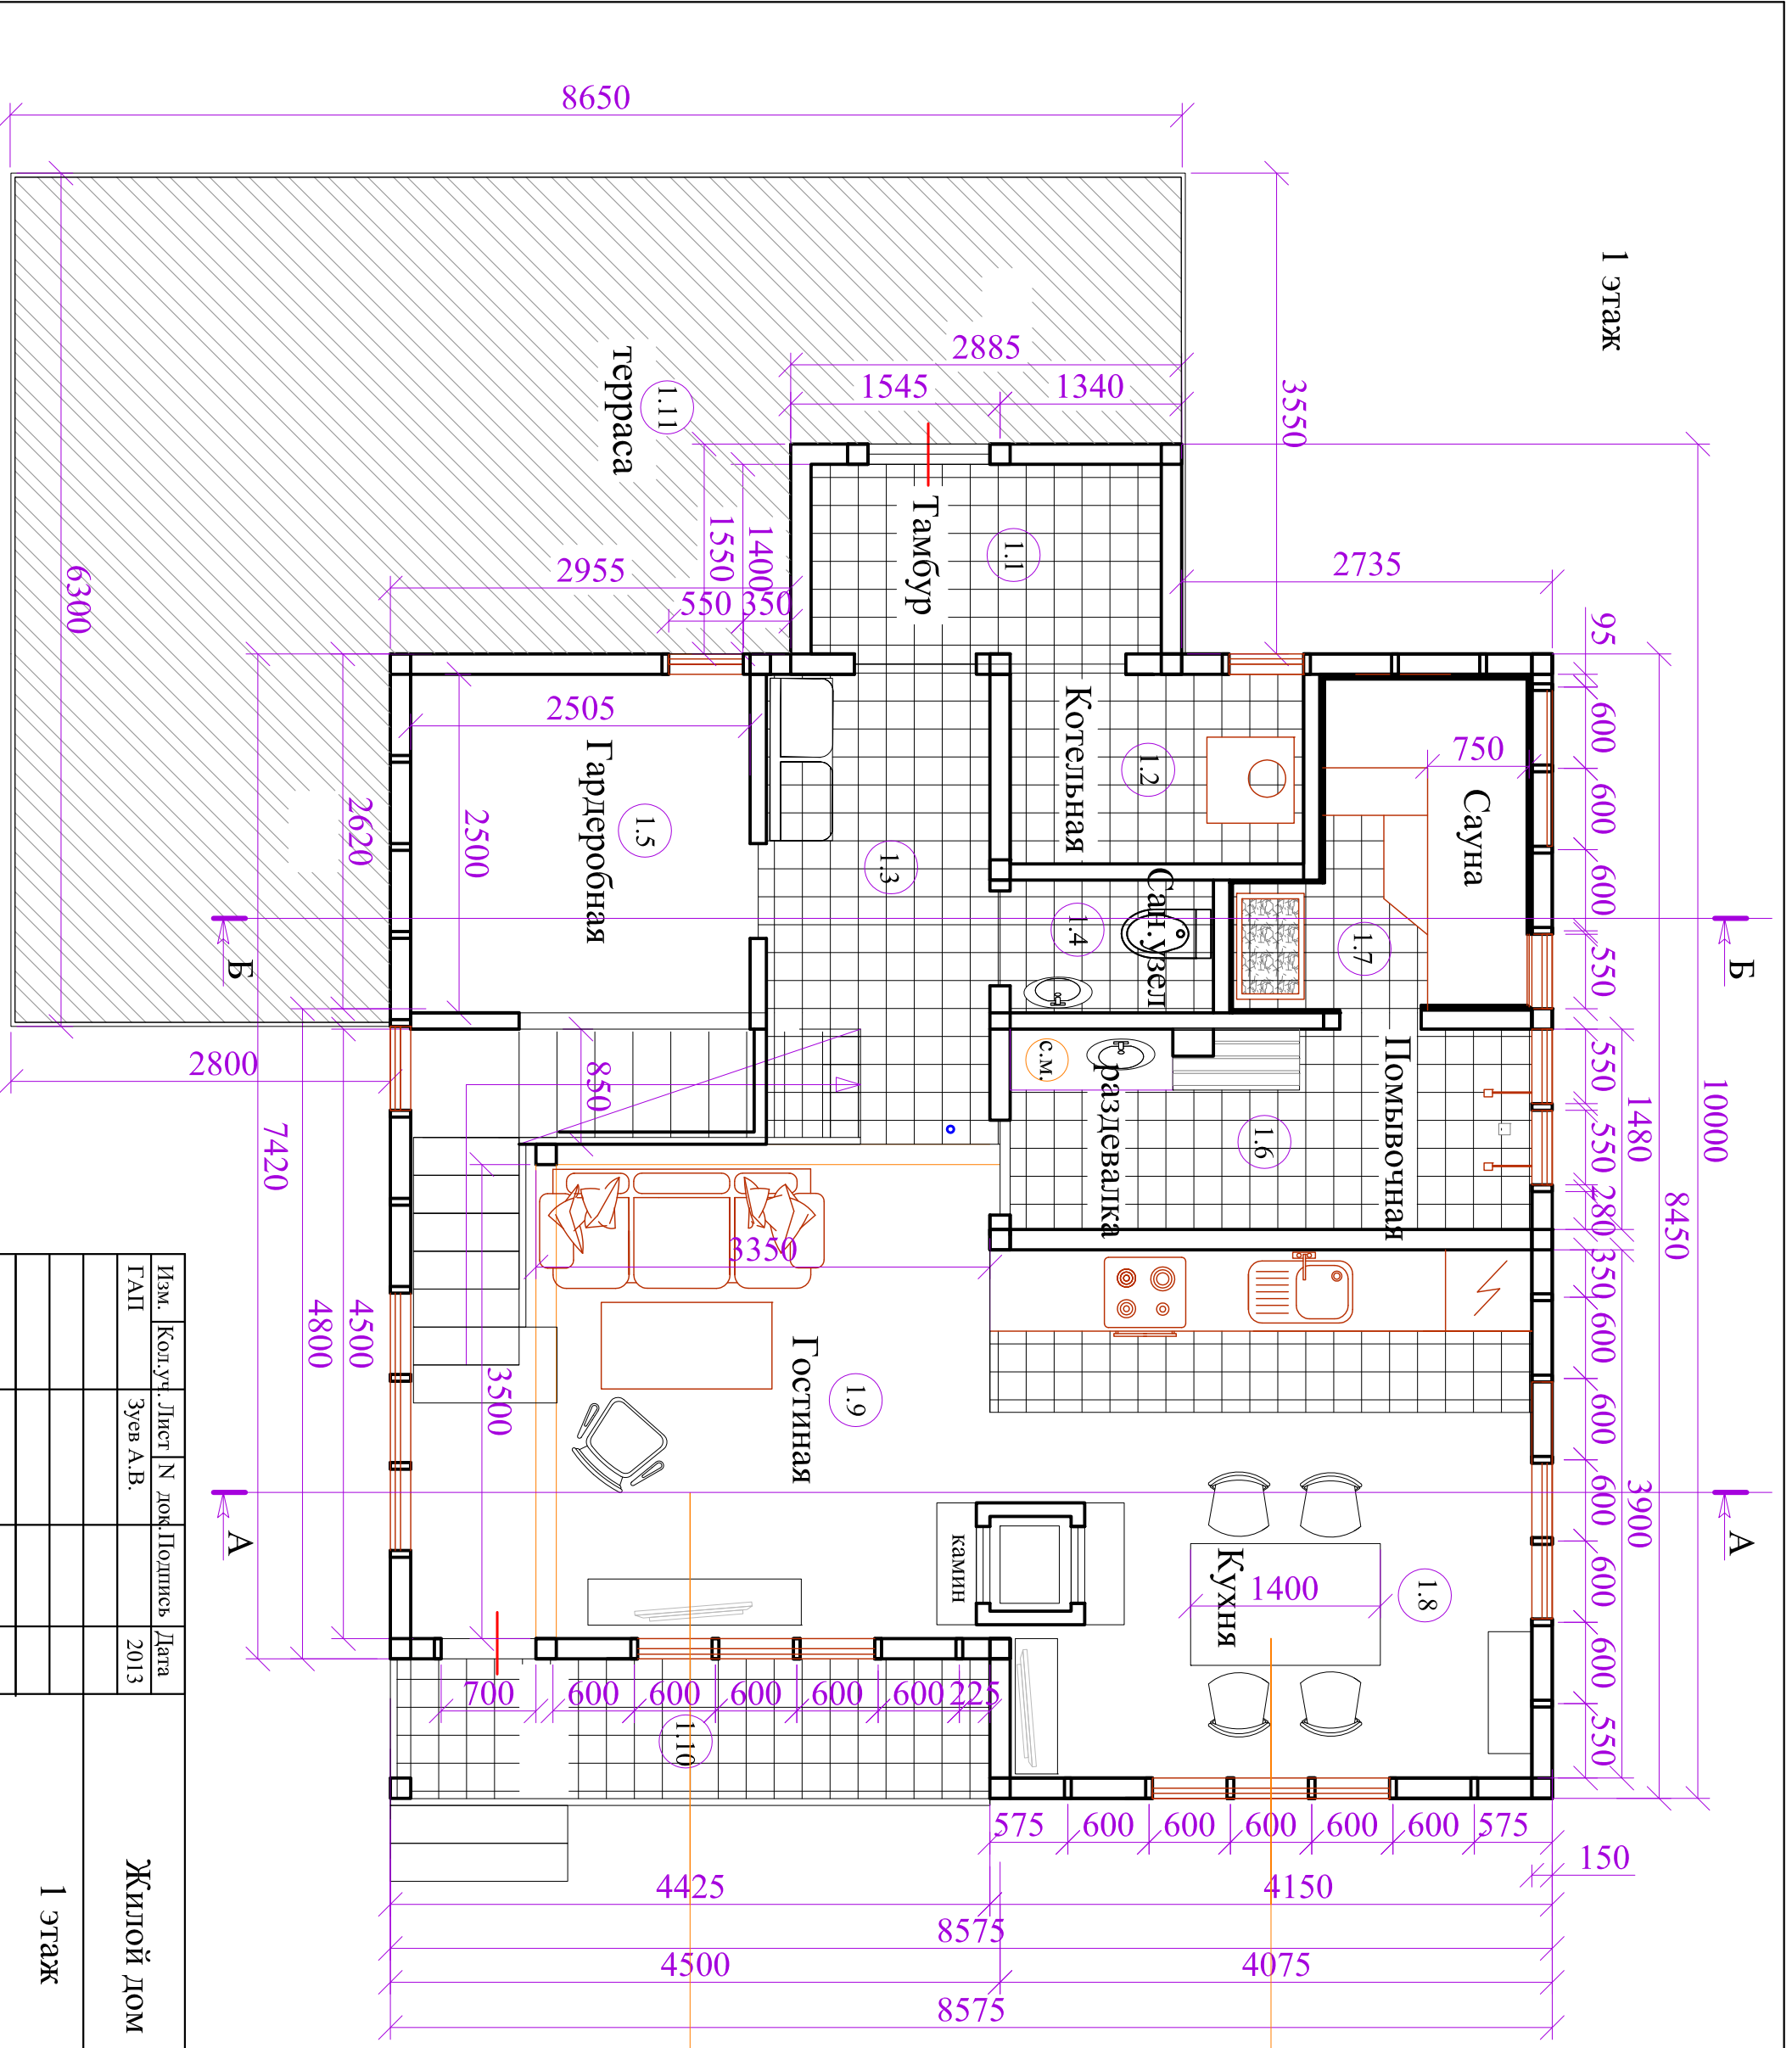 1 этаж
Б
А
10000
8450
1480
3900
95
600
600
600
550
550
550
280
350
600
600
600
600
600
550
150
3550
2735
8650
2885
1545
1340
1400
1550
2955
550
350
750
Сауна
1.7
1.2
Котельная
1.1
Тамбур
1.11
терраса
Сан.узел
1.4
1.3
Помывочная
1.6
раздевалка
с.м.
2505
2500
1.5
Гардеробная
850
3350
1.9
Гостиная
3500
камин
1.8
Кухня
1400
1.10
700
600
600
600
600
600
225
575
600
600
600
600
600
575
4425
4150
8575
4500
4075
8575
6300
2620
2800
7420
4500
4800
Б
А
Изм.
Кол.уч.
Лист
N док.
Подпись
Дата
ГАП
Зуев А.В.
2013
Жилой дом
1 этаж